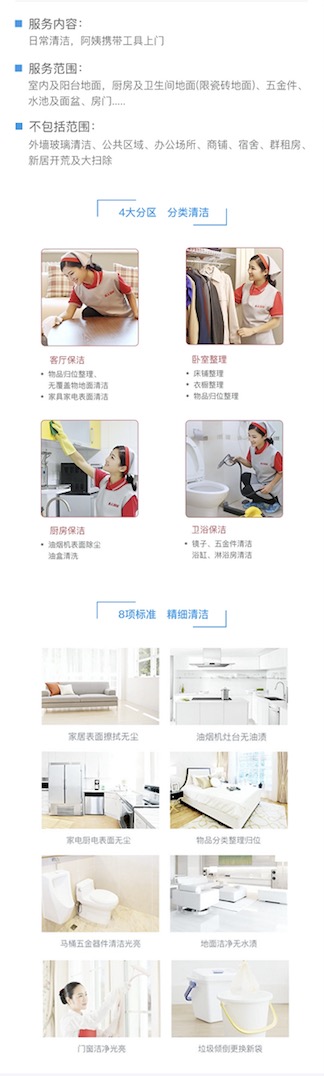 服务内容：
日常清洁，阿姨携带工具上门
服务范围：
室内及阳台地面，厨房及卫生间地面(限瓷砖地面)、五金件、
水池及面盆、房门.....
不包括范围：
外墙玻璃清洁、公共区域、办公场所、商铺、宿舍、群租房、
新居开荒及大扫除
4大分区 分类清洁
客厅保洁
• 物品归位整理、
无覆盖物地面清洁
• 家具家电表面清洁
卧室整理
• 床铺整理
• 衣橱整理
• 物品归位整理
厨房保洁
• 油烟机表面除尘
油盒清洗
卫浴保洁
• 镜子、五金件清洁
浴缸、淋浴房清洁
8项标准 精细清洁
家居表面擦拭无尘
油烟机灶台无油渍
家电厨电表面无尘
物品分类整理归位
马桶五金器件清洁光亮
地面洁净无水渍
门窗洁净光亮
垃圾倾倒更换新袋